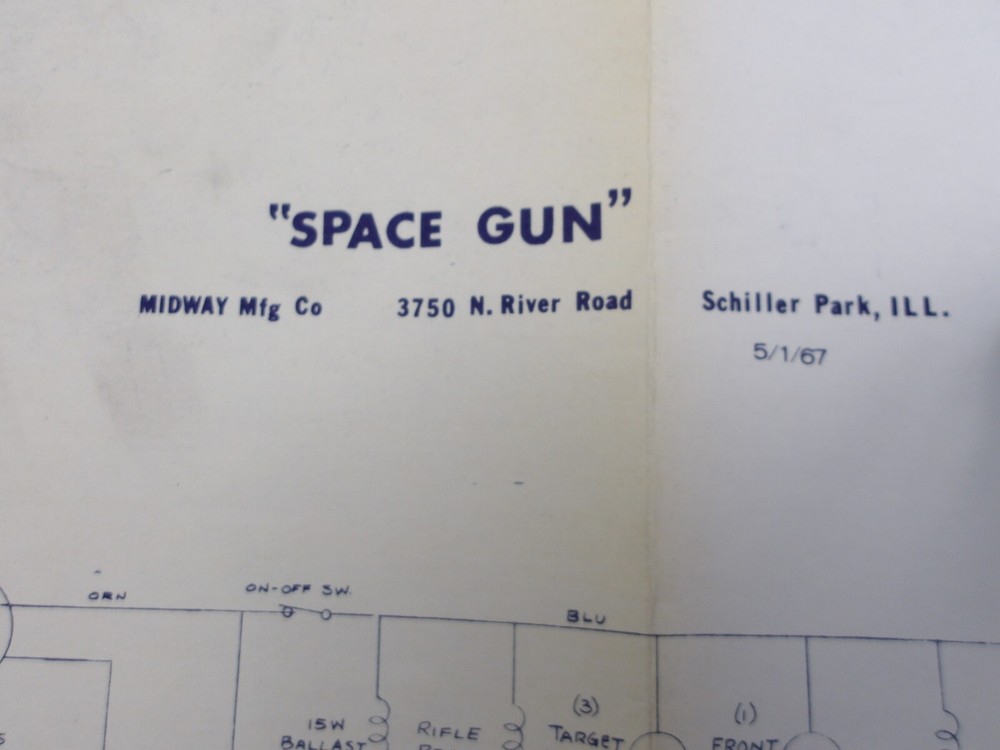 "SPACE GUN"
MIDWAY Mfg Co 3750 N. River Road Schiller Park, ILL.
5/1/67
ON-OFF SW.
ORN
BLU
(3) (1)
15W RIFLE TARGET FRONT
BALLAST